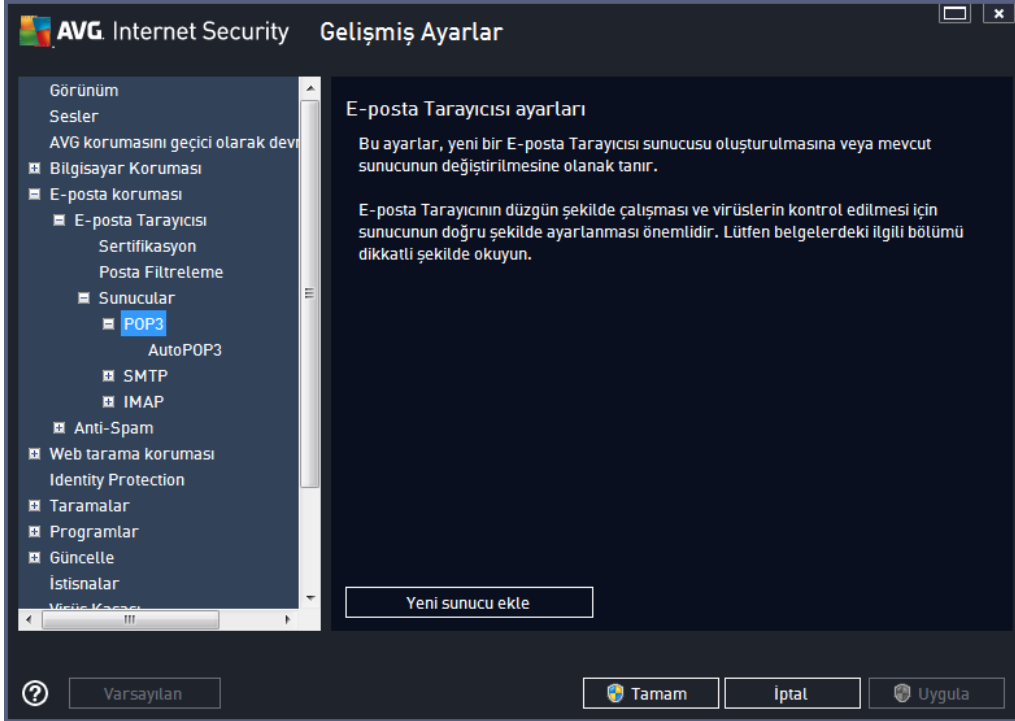 AVG. Internet Security Gelişmiş Ayarlar
Görünüm
Sesler
AVG korumasını geçici olarak devr
Bilgisayar Koruması
E-posta koruması
E-posta Tarayıcısı
Sertifikasyon
Posta Filtreleme
Sunucular
POP3
AutoPOP3
SMTP
IMAP
Anti-Spam
Web tarama koruması
Identity Protection
Taramalar
Programlar
Güncelle
İstisnalar
Virüs Kasası
E-posta Tarayıcısı ayarları
Bu ayarlar, yeni bir E-posta Tarayıcısı sunucusu oluşturulmasına veya mevcut
sunucunun değiştirilmesine olanak tanır.
E-posta Tarayıcının düzgün şekilde çalışması ve virüslerin kontrol edilmesi için
sunucunun doğru şekilde ayarlanması önemlidir. Lütfen belgelerdeki ilgili bölümü
dikkatli şekilde okuyun.
Yeni sunucu ekle
Varsayılan
Tamam
İptal
Uygula